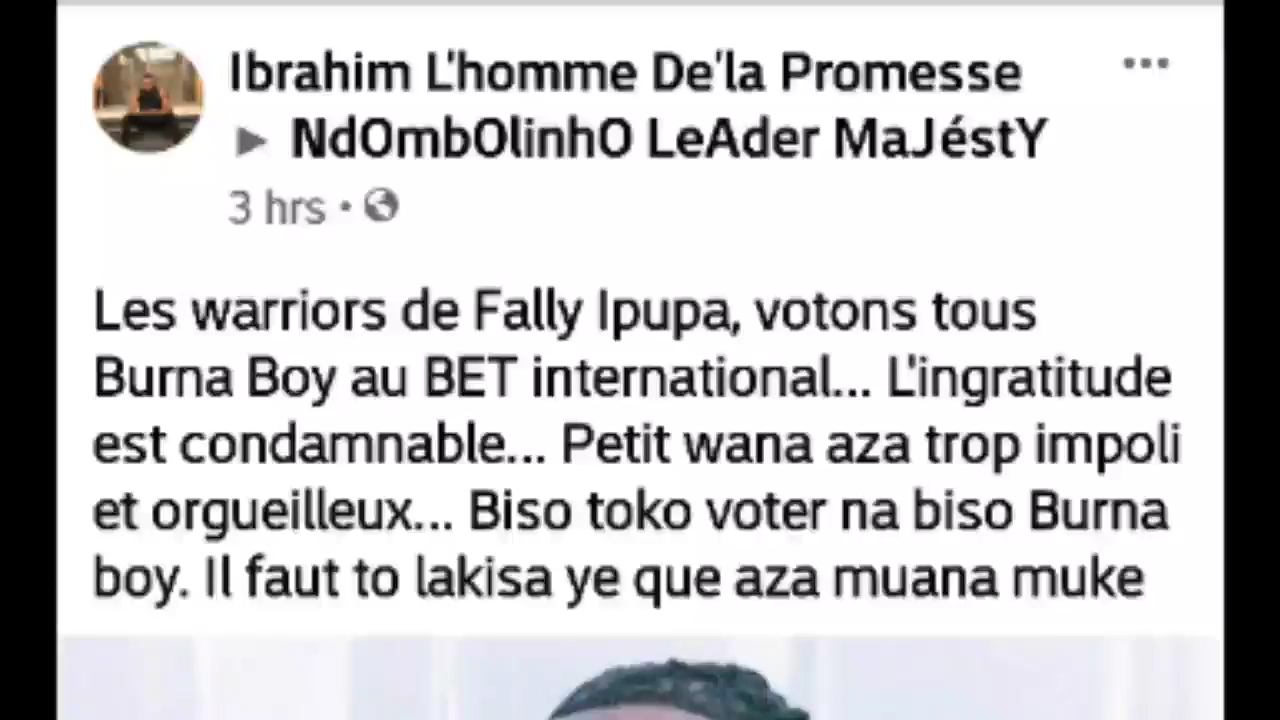 Ibrahim L'homme De'la Promesse
▶ NdOmbOlinhO LeAder MaJéstY
3 hrs •
Les warriors de Fally Ipupa, votons tous
Burna Boy au BET international... L'ingratitude
est condamnable... Petit wana aza trop impoli
et orgueilleux... Biso toko voter na biso Burna
boy. Il faut to lakisa ye que aza muana muke